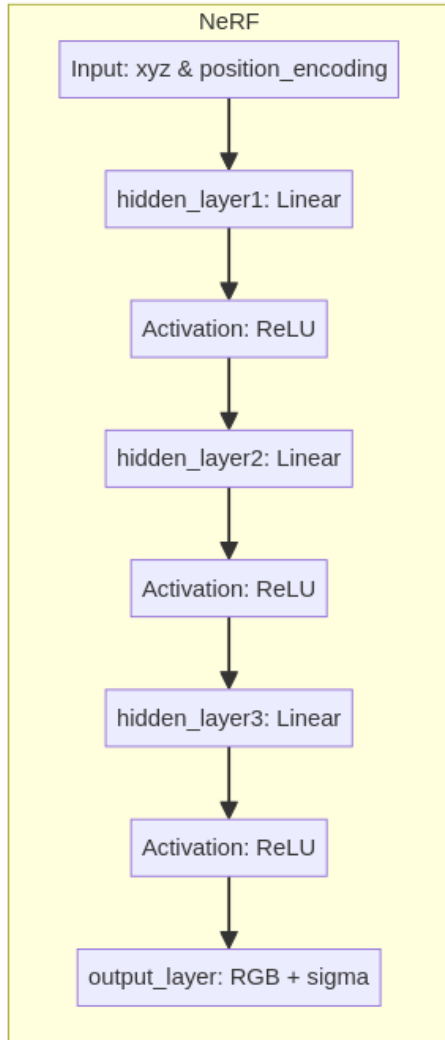 NeRF
Input: xyz & position_encoding
hidden_layer1: Linear
Activation: ReLU
hidden_layer2: Linear
Activation: ReLU
hidden_layer3: Linear
Activation: ReLU
output_layer: RGB + sigma